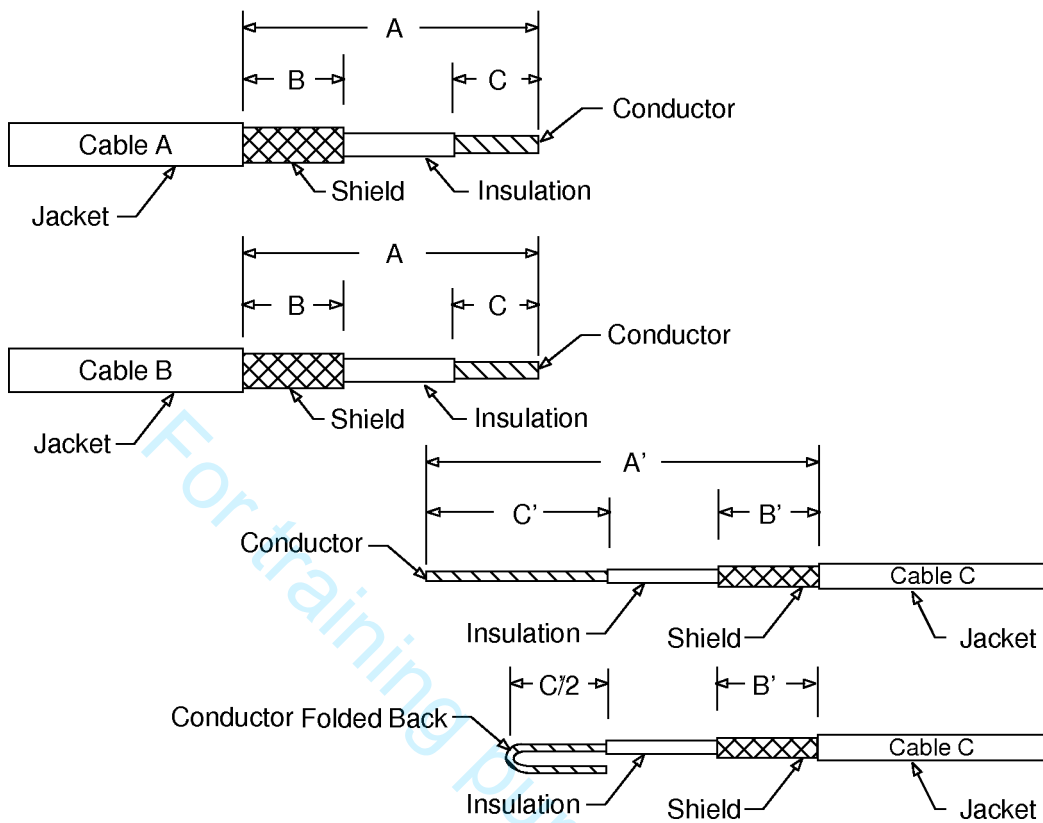 A
B
C
Conductor
Cable A
Shield
Insulation
Jacket
A
B
C
Conductor
Cable B
Shield
Insulation
Jacket
A’
C’
B’
Conductor
Cable C
Insulation
Shield
Jacket
C’/2
B’
Conductor Folded Back
Cable C
Insulation
Shield
Jacket
For training pur